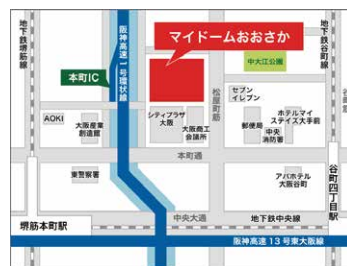 マイドームおおさか
地下鉄堺筋線
阪神高速1号環状線
本町IC
松屋町筋
中大江公園
地下鉄谷町線
谷町筋
セブン
イレブン
AOKI
大阪産業
創造館
シティプラザ
大阪
大阪商工
会議所
郵便局
中央
消防署
ホテルマイ
ステイズ大手前
本町通
東警察署
アパホテル
大阪谷町
谷町四丁目駅
中央大通
堺筋本町駅
地下鉄中央線
阪神高速13号東大阪線